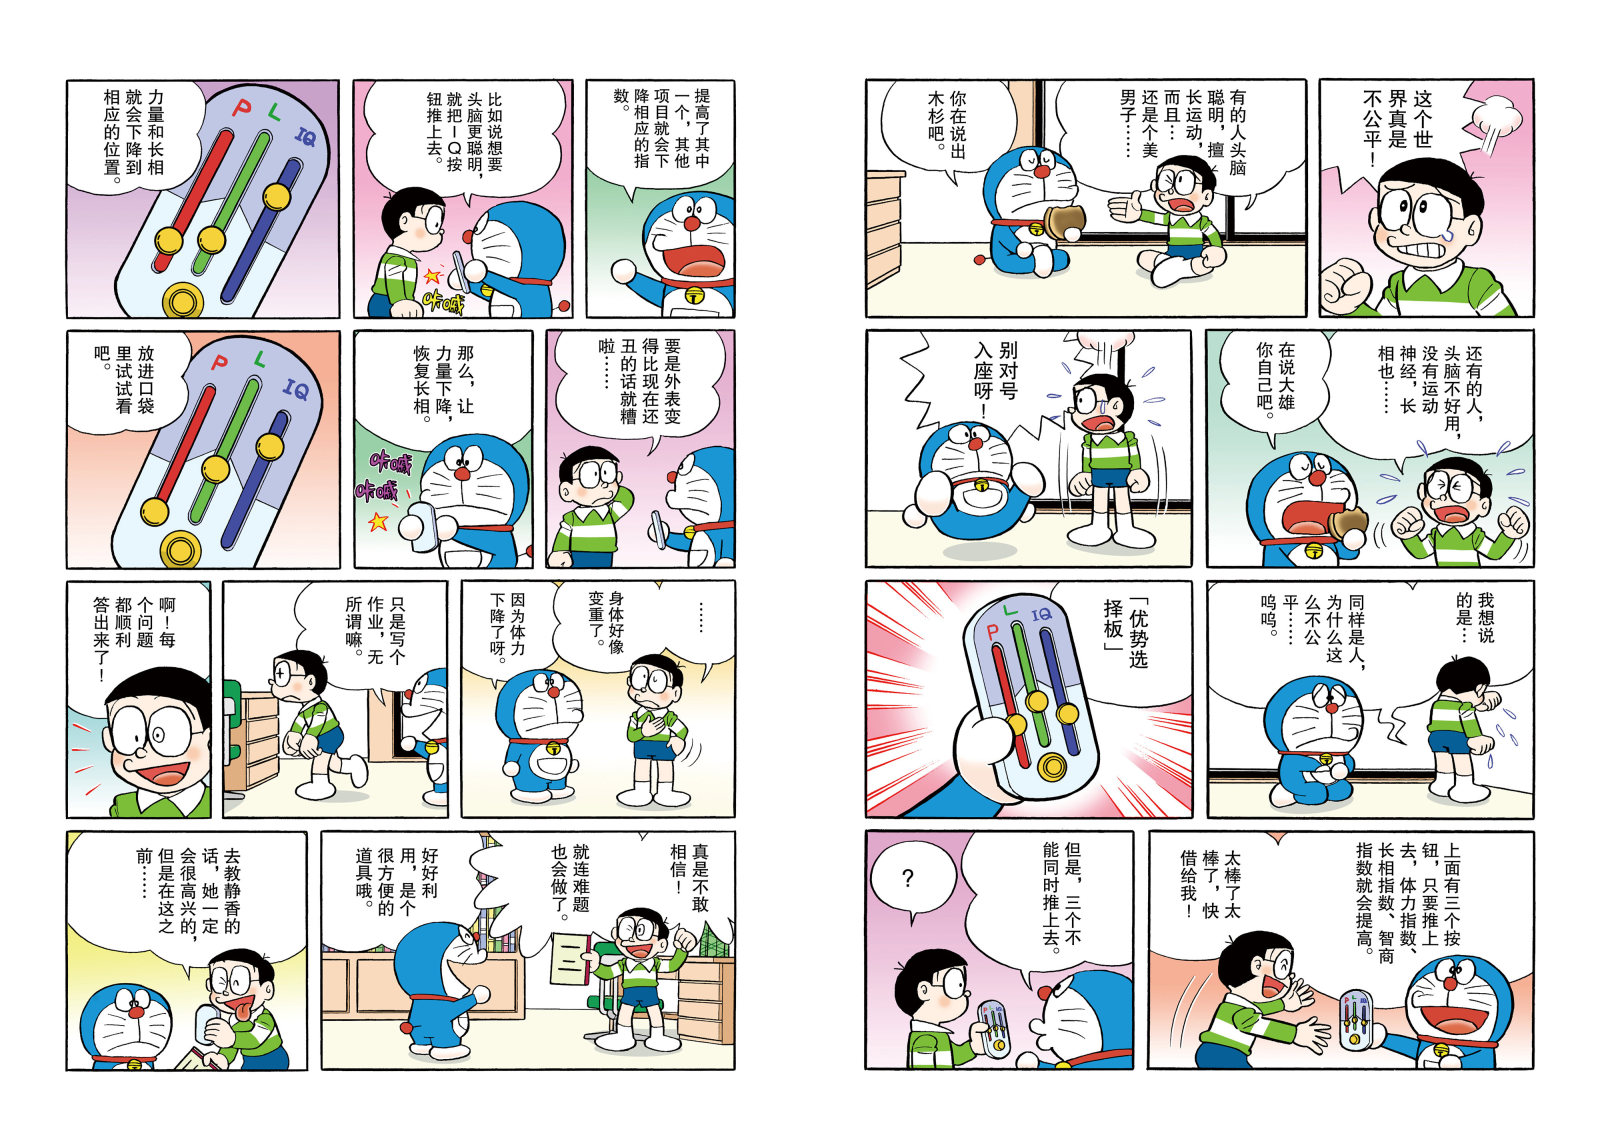 这个世
界真是
不公平！
有的人头脑
聪明，擅
长运动，
而且…
还是个美
男子……
你在说出
木杉吧。
还有的人，
头脑不好用，
没有运动
神经，长
相也……
在说大雄
你自己吧。
别对号
入座呀！
我想说
的是…
同样是人，
为什么这
么不公
平……
呜呜。
「优势选
择板」
P
L
IQ
上面有三个按
钮，只要推上
去，体力指数、
长相指数、智商
指数就会提高。
太棒了太
棒了，快
借给我！
P L IQ
但是，三个不
能同时推上去。
？
P L IQ
提高了其中
一个，其他
项目就会下
降相应的指
数。
比如说想要
头脑更聪明，
就把IQ按
钮推上去。
咔嘁
力量和长相
就会下降到
相应的位置。
P
L
IQ
要是外表变
得比现在还
丑的话就糟
啦……
那么，让
力量下降，
恢复长相。
咔嘁
咔嘁
放进口袋
里试试看
吧。
P
L
IQ
……
身体好像
变重了。
因为体力
下降了呀。
只是写个
作业，无
所谓嘛。
啊！每
个问题
都顺利
答出来了！
真是不敢
相信！
就连难题
也会做了。
好好利
用，是个
很方便的
道具哦。
去教静香的
话，她一定
会很高兴的，
但是在这之
前……